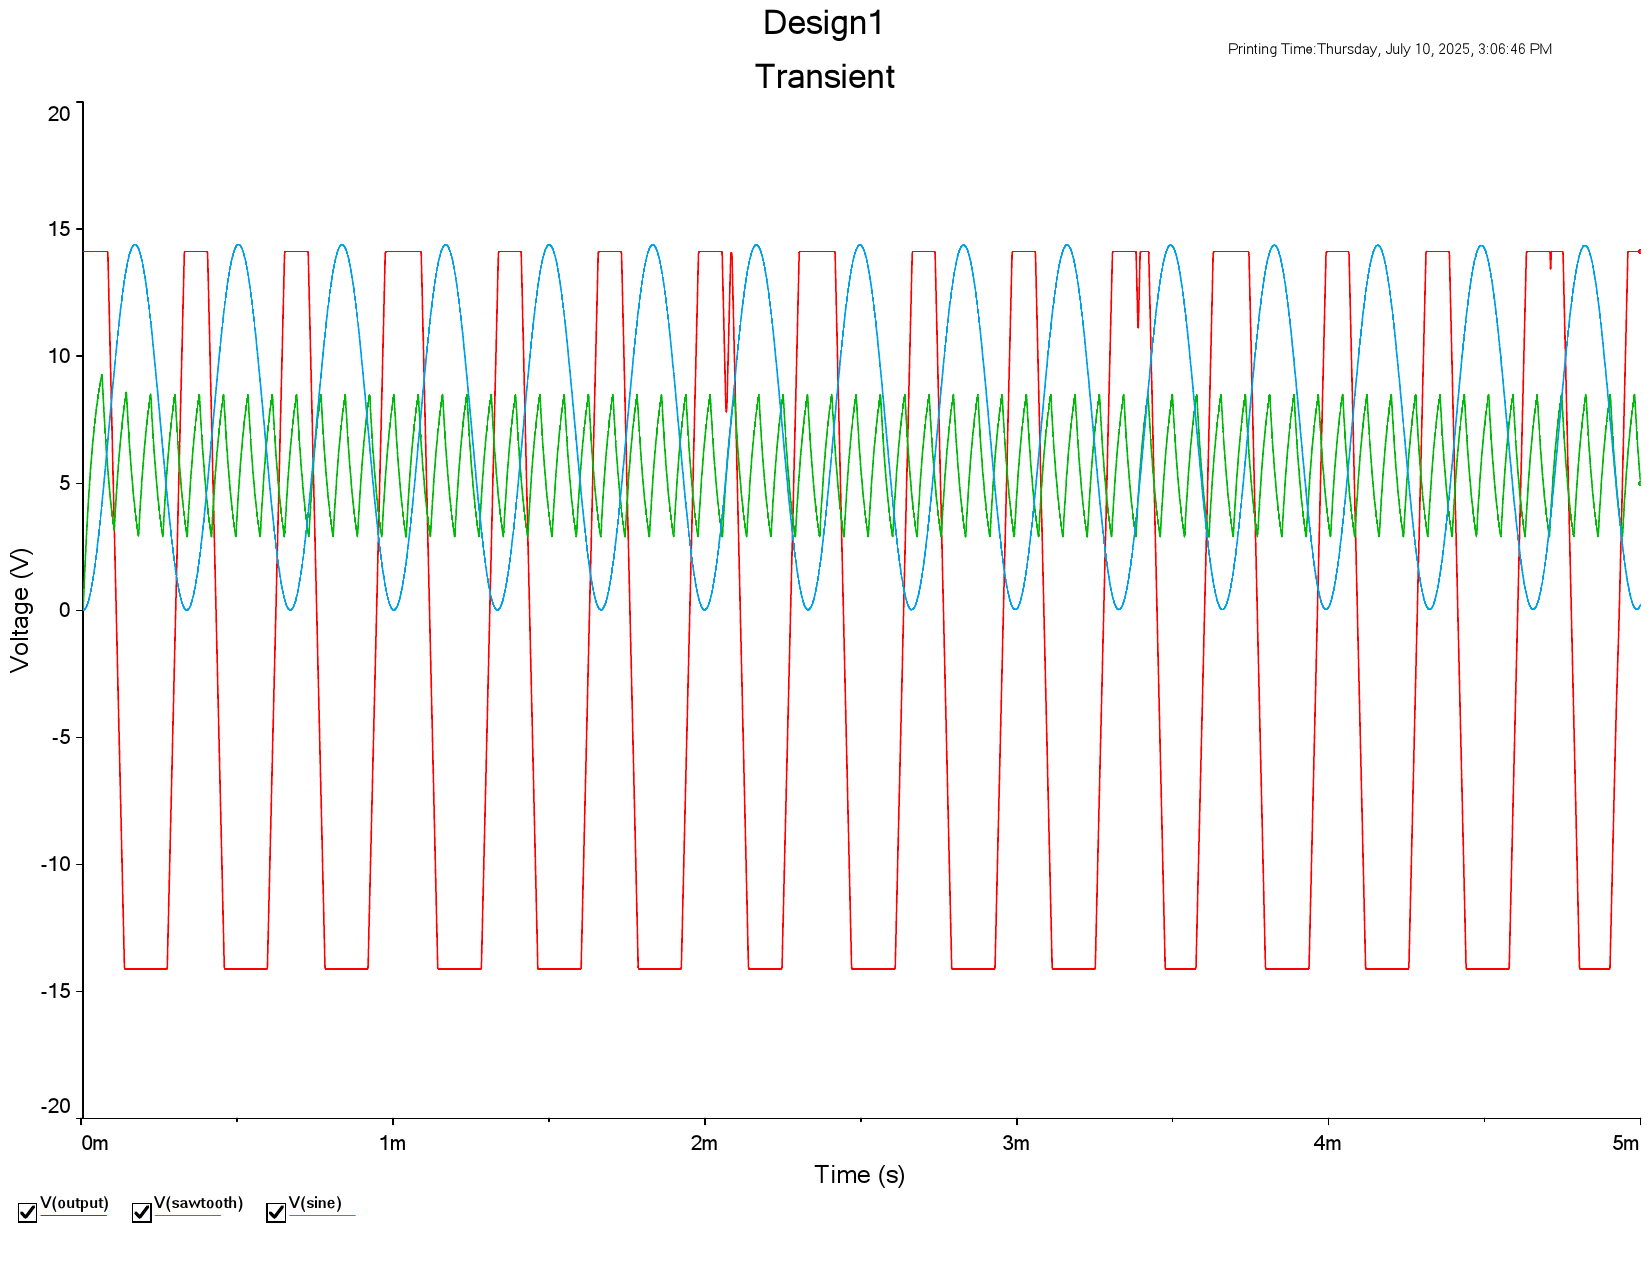 Design1
Printing Time:Thursday, July 10, 2025, 3:06:46 PM
Transient
20
15
10
5
0
-5
-10
-15
-20
Voltage (V)
0m 1m 2m 3m 4m 5m
Time (s)
V(output) V(sawtooth) V(sine)